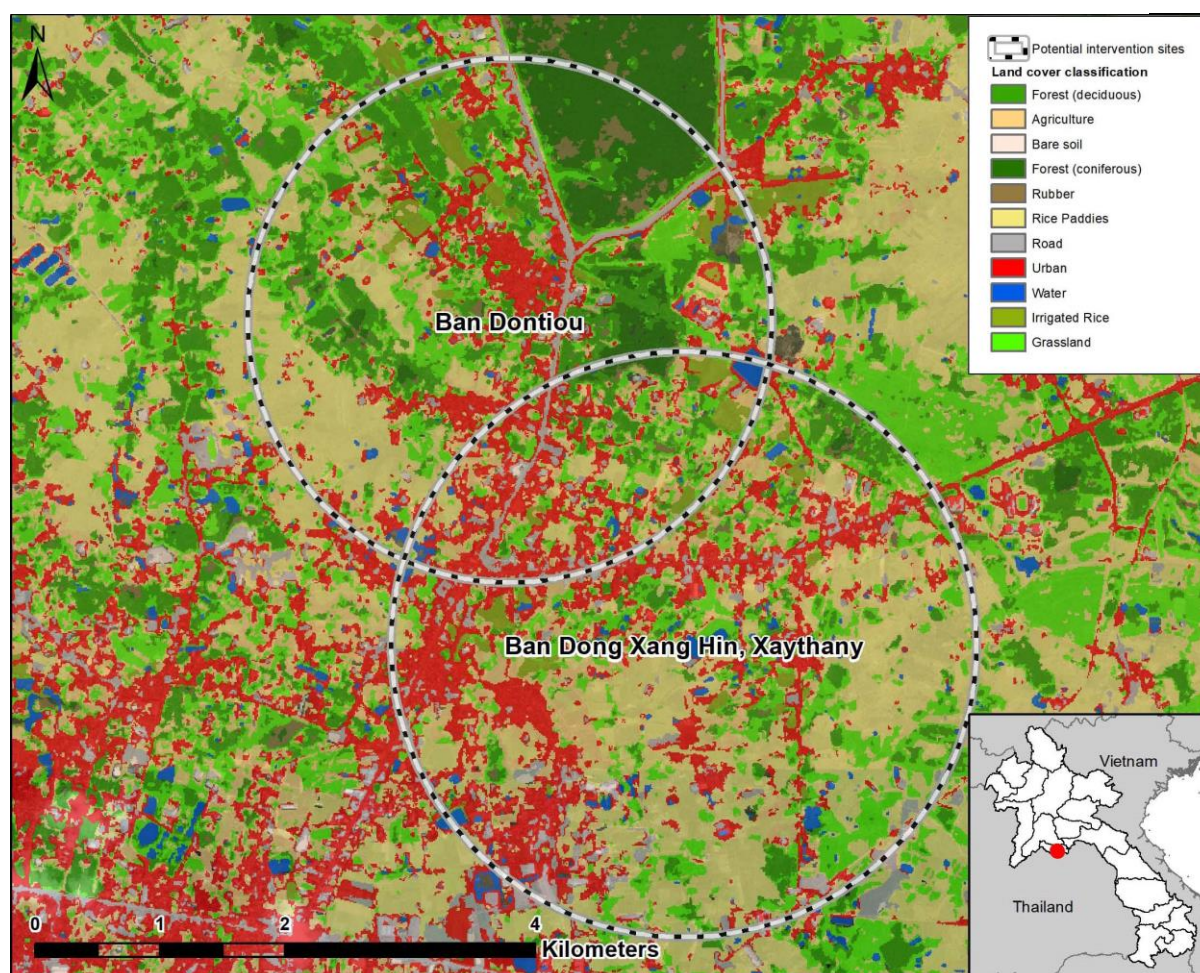 N
Potential intervention sites
Land cover classification
Forest (deciduous)
Agriculture
Bare soil
Forest (coniferous)
Rubber
Rice Paddies
Road
Urban
Water
Irrigated Rice
Grassland
Ban Dontiou
Ban Dong Xang Hin, Xaythany
Vietnam
Thailand
0 1 2 4
Kilometers